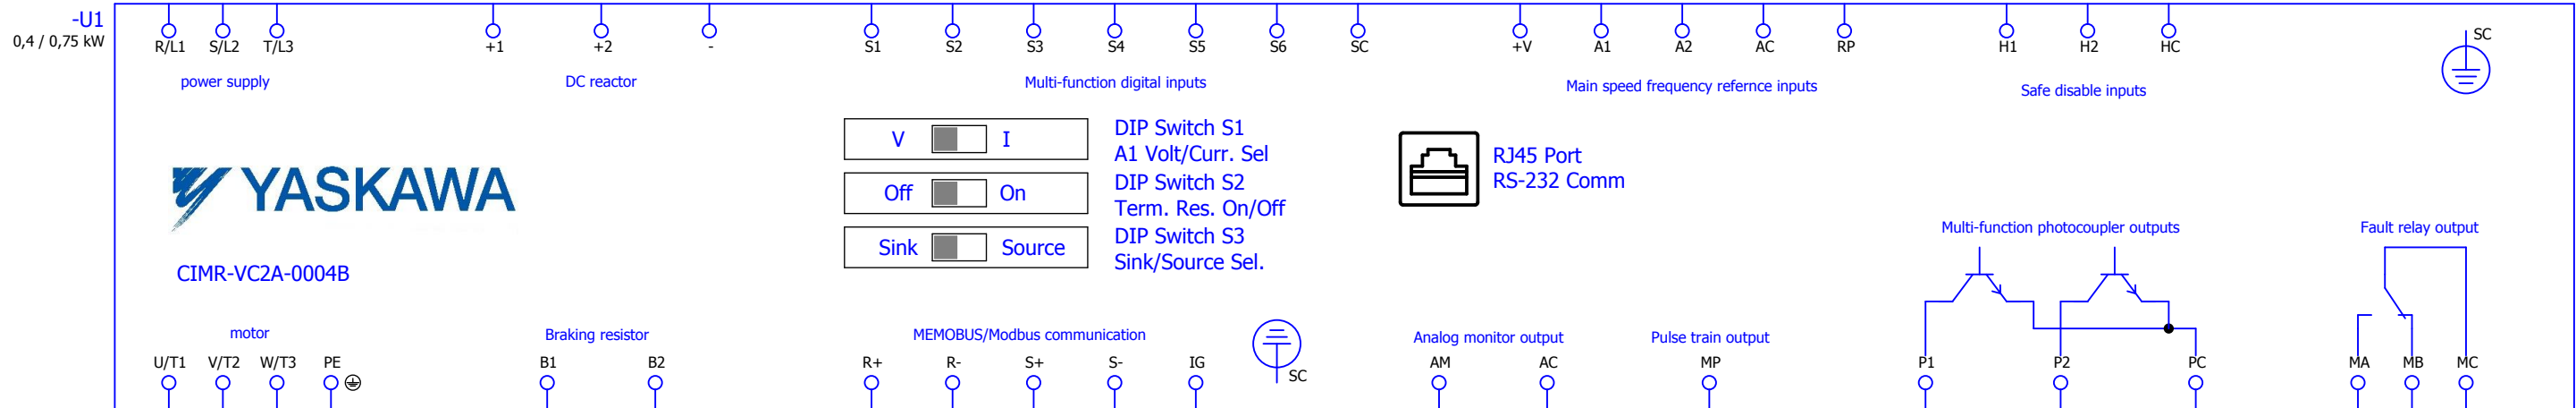 -U1
0,4 / 0,75 kW
R/L1 S/L2 T/L3 +1 +2 - S1 S2 S3 S4 S5 S6 SC +V A1 A2 AC RP H1 H2 HC SC
power supply DC reactor Multi-function digital inputs Main speed frequency refernce inputs Safe disable inputs
V I DIP Switch S1
A1 Volt/Curr. Sel
Off On DIP Switch S2
Term. Res. On/Off
Sink Source DIP Switch S3
Sink/Source Sel.
RJ45 Port
RS-232 Comm
YASKAWA
CIMR-VC2A-0004B
Multi-function photocoupler outputs Fault relay output
motor Braking resistor MEMOBUS/Modbus communication Analog monitor output Pulse train output
U/T1 V/T2 W/T3 PE B1 B2 R+ R- S+ S- IG SC AM AC MP P1 P2 PC MA MB MC